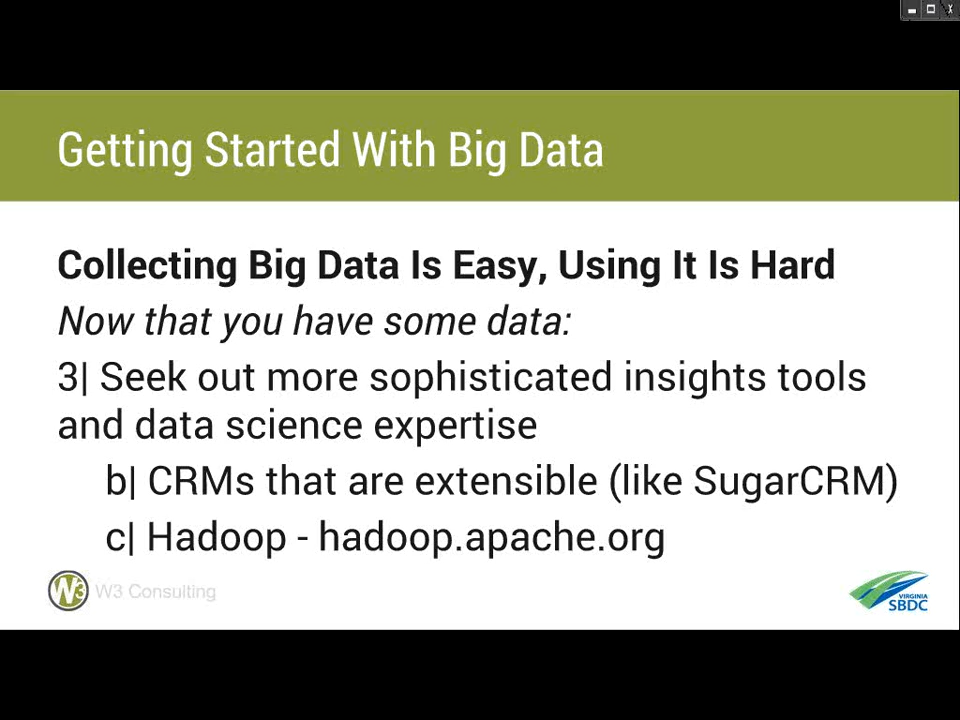 Getting Started With Big Data
Collecting Big Data Is Easy, Using It Is Hard
Now that you have some data:
3| Seek out more sophisticated insights tools
and data science expertise
b| CRMs that are extensible (like SugarCRM)
c| Hadoop - hadoop.apache.org
W3 W3 Consulting
VIRGINIA
SBDC